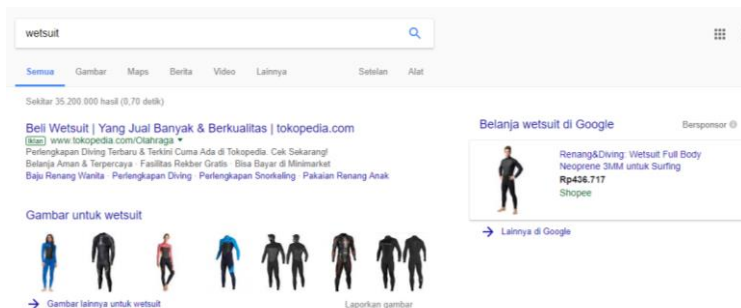 wetsuit
Semua Gambar Maps Berita Video Lainnya Setelan Alat
Sekitar 35.200.000 hasil (0,70 detik)
Beli Wetsuit | Yang Jual Banyak & Berkualitas | tokopedia.com
Iklan www.tokopedia.com/Olahraga
Perlengkapan Diving Terbaru & Terkini Cuma Ada di Tokopedia. Cek Sekarang!
Belanja Aman & Terpercaya · Fasilitas Rekber Gratis · Bisa Bayar di Minimarket
Baju Renang Wanita · Perlengkapan Diving · Perlengkapan Snorkeling · Pakaian Renang Anak
Gambar untuk wetsuit
Gambar lainnya untuk wetsuit Laporkan gambar
Belanja wetsuit di Google Bersponsor
Renang&Diving: Wetsuit Full Body
Neoprene 3MM untuk Surfing
Rp436.717
Shopee
Lainnya di Google